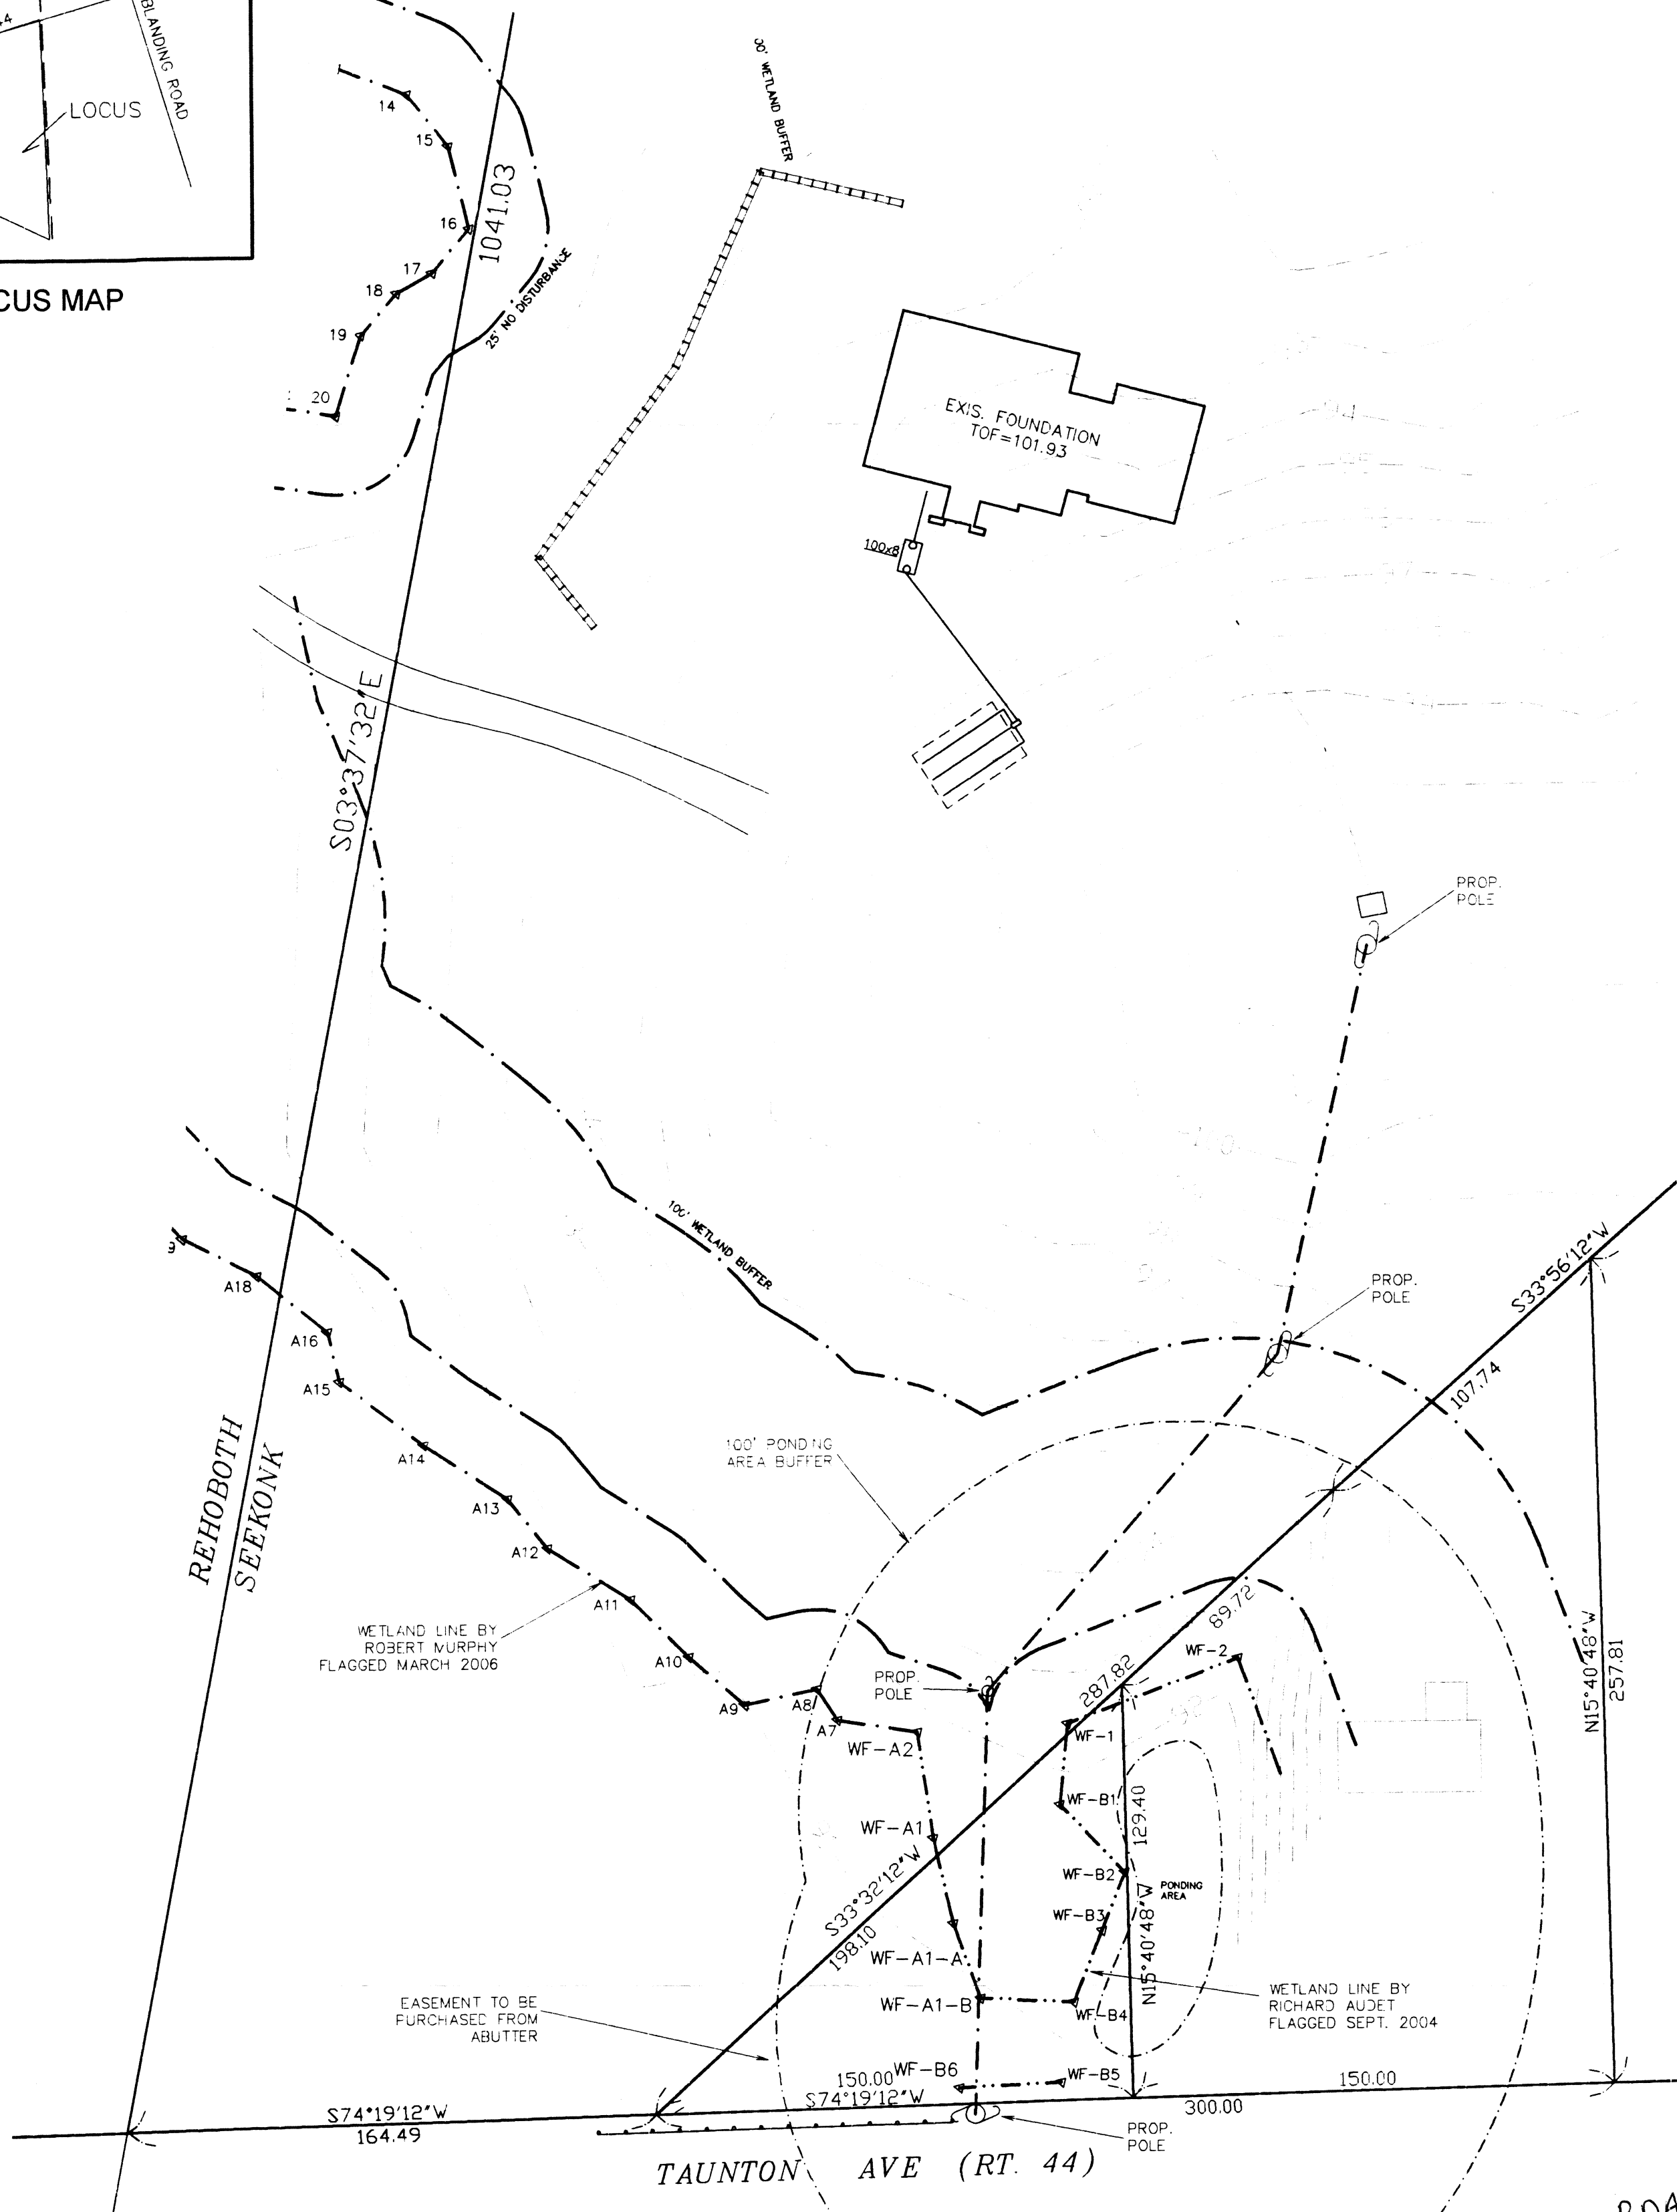 BLANDING ROAD
LOCUS
CUS MAP
30' WETLAND BUFFER
14
15
16
17
18
19
20
1041.03
25' NO DISTURBANCE
EXIS. FOUNDATION
TOF=101.93
100x8
S03°37'32"E
PROP.
POLE
100' WETLAND BUFFER
PROP.
POLE
S33°56'12"W
107.74
9
A18
A16
A15
A14
A13
A12
A11
A10
A9
A8
A7
REHOBOTH
SEEKONK
100' PONDING
AREA BUFFER
WETLAND LINE BY
ROBERT MURPHY
FLAGGED MARCH 2006
89.72
287.82
PROP.
POLE
WF-2
WF-1
WF-A2
WF-B1
WF-A1
WF-B2
WF-B3
WF-A1-A
WF-A1-B
WF-B4
WF-B6
WF-B5
129.40
N15°40'48"W
N15°40'48"W
257.81
PONDING
AREA
S33°32'12"W
198.10
WETLAND LINE BY
RICHARD AUDET
FLAGGED SEPT. 2004
EASEMENT TO BE
PURCHASED FROM
ABUTTER
150.00
S74°19'12"W
150.00
300.00
S74°19'12"W
164.49
PROP.
POLE
TAUNTON AVE (RT. 44)